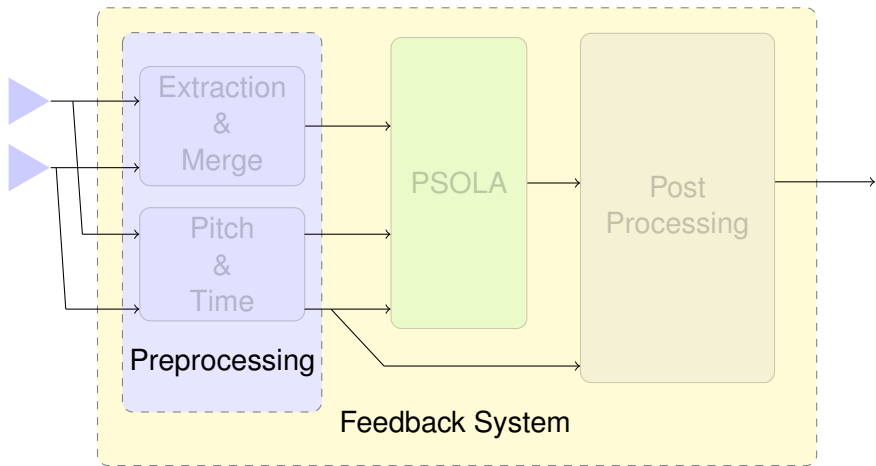 Extraction
&
Merge
Pitch
&
Time
Preprocessing
PSOLA
Post
Processing
Feedback System